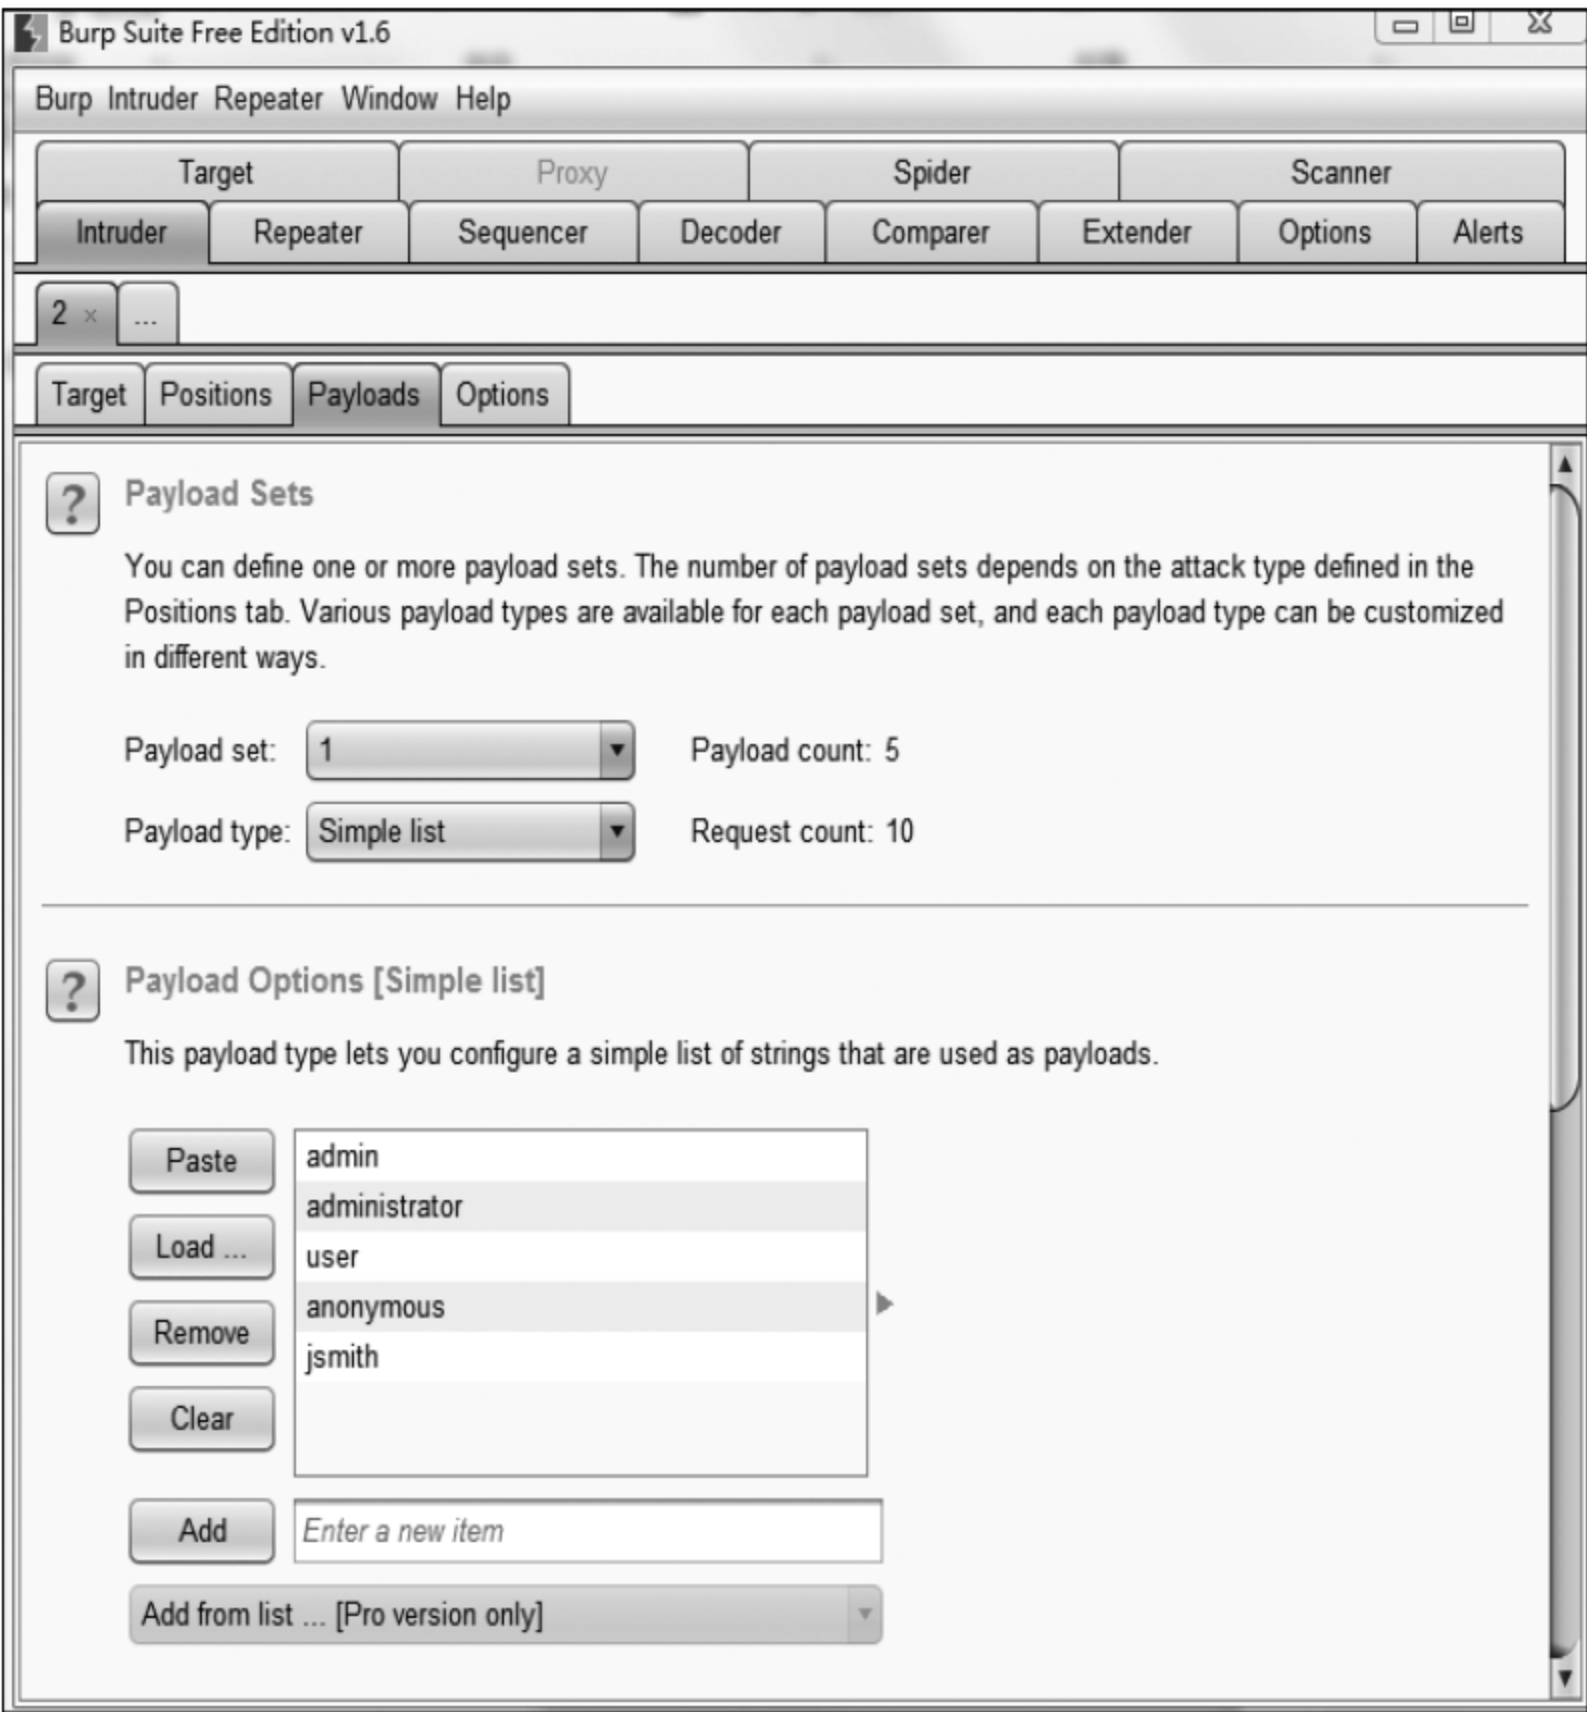 Burp Suite Free Edition v1.6
Burp Intruder Repeater Window Help
Target Proxy Spider Scanner
Intruder Repeater Sequencer Decoder Comparer Extender Options Alerts
2 × ...
Target Positions Payloads Options
? Payload Sets
You can define one or more payload sets. The number of payload sets depends on the attack type defined in the
Positions tab. Various payload types are available for each payload set, and each payload type can be customized
in different ways.
Payload set: 1 Payload count: 5
Payload type: Simple list Request count: 10
? Payload Options [Simple list]
This payload type lets you configure a simple list of strings that are used as payloads.
Paste admin
administrator
Load ... user
anonymous
Remove jsmith
Clear
Add Enter a new item
Add from list ... [Pro version only]